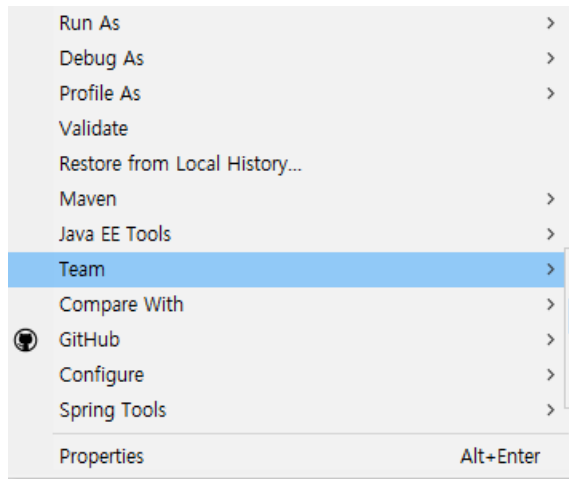 Run As
Debug As
Profile As
Validate
Restore from Local History...
Maven
Java EE Tools
Team
Compare With
GitHub
Configure
Spring Tools
Properties Alt+Enter